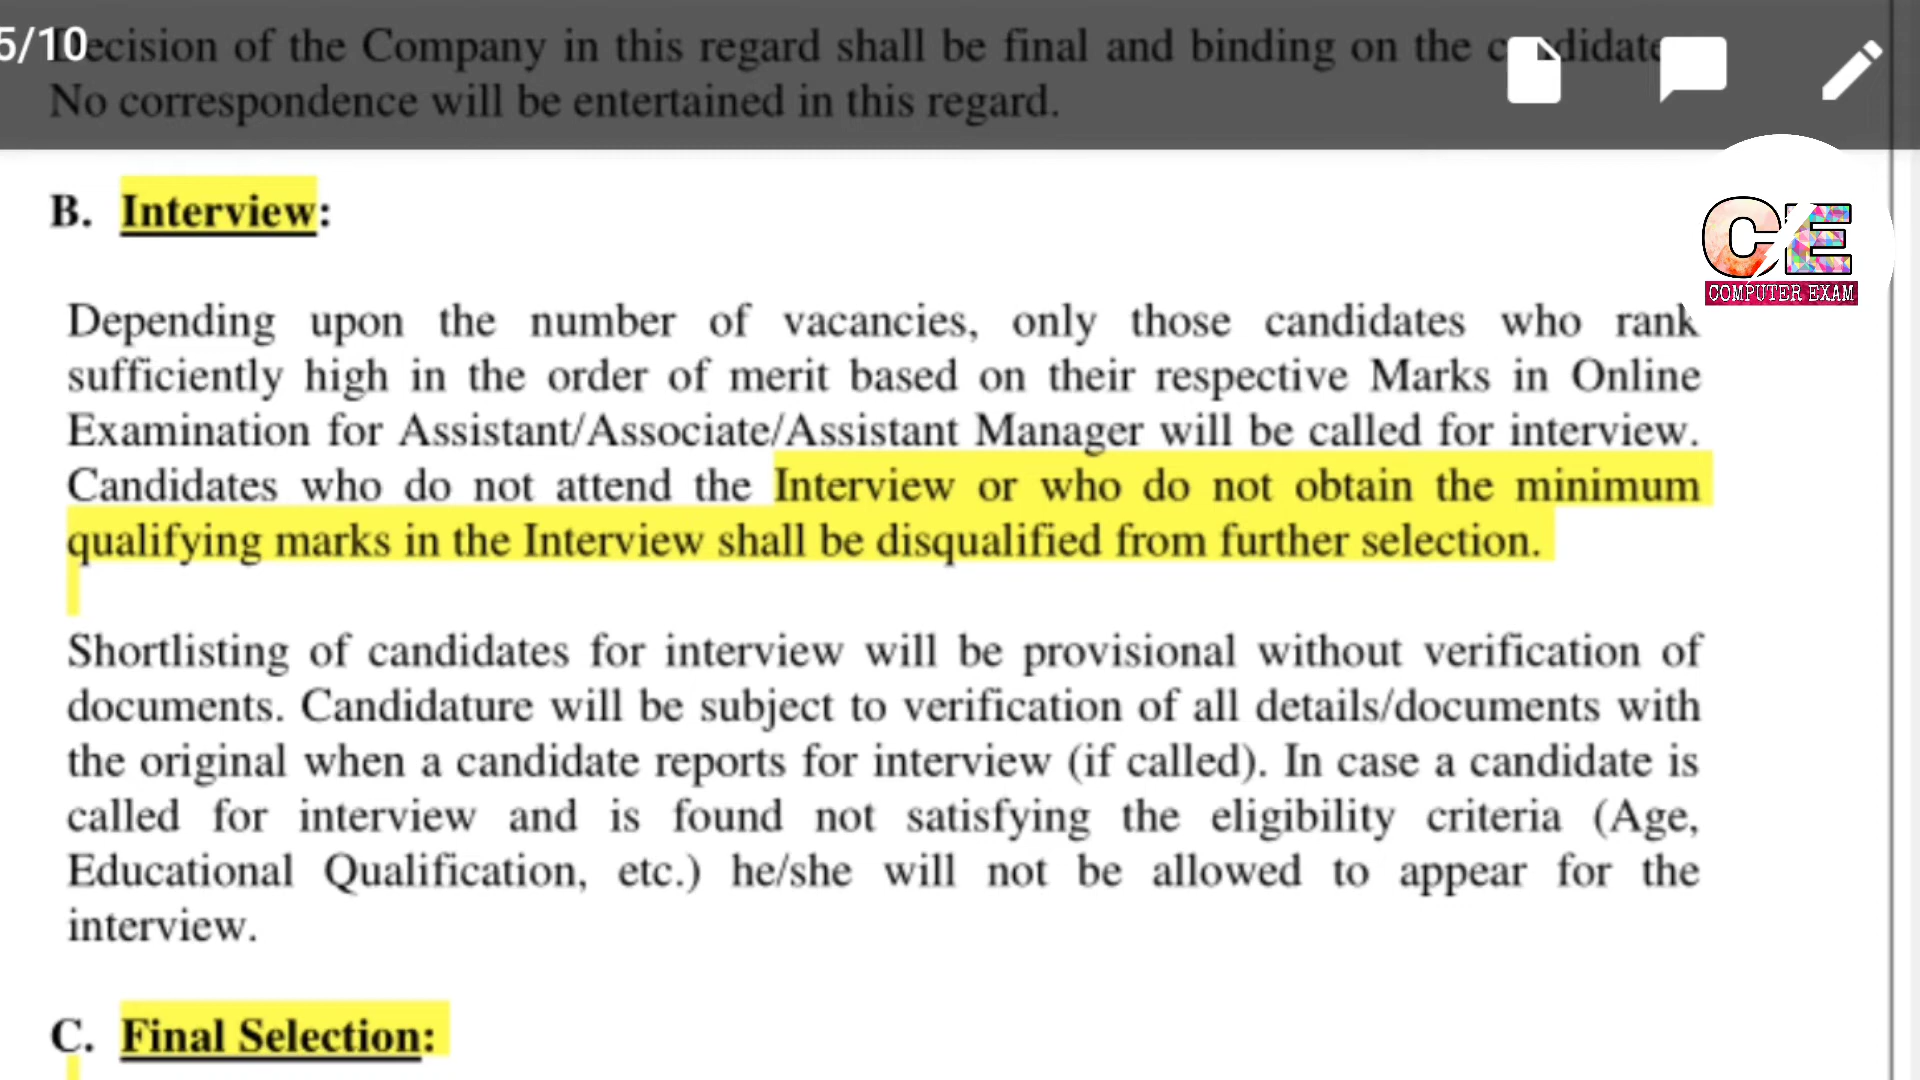 5/10
Decision of the Company in this regard shall be final and binding on the candidate
No correspondence will be entertained in this regard.
CE
COMPUTER EXAM
B. Interview:
Depending upon the number of vacancies, only those candidates who rank
sufficiently high in the order of merit based on their respective Marks in Online
Examination for Assistant/Associate/Assistant Manager will be called for interview.
Candidates who do not attend the Interview or who do not obtain the minimum
qualifying marks in the Interview shall be disqualified from further selection.
Shortlisting of candidates for interview will be provisional without verification of
documents. Candidature will be subject to verification of all details/documents with
the original when a candidate reports for interview (if called). In case a candidate is
called for interview and is found not satisfying the eligibility criteria (Age,
Educational Qualification, etc.) he/she will not be allowed to appear for the
interview.
C. Final Selection: